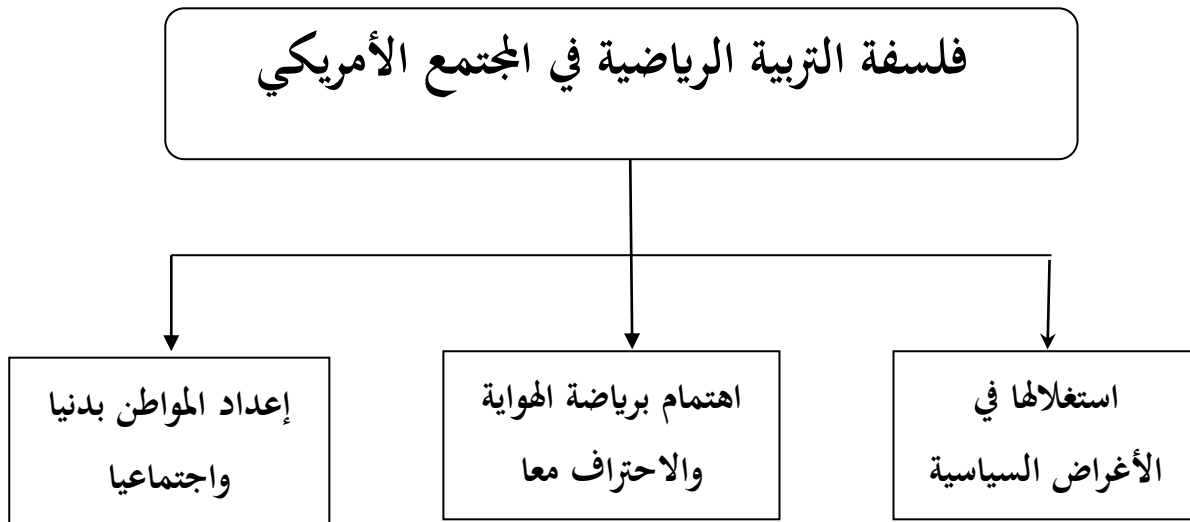 فلسفة التربية الرياضية في المجتمع الأمريكي
استغلالها في
الأغراض السياسية
اهتمام برياضة الهواية
والاحتراف معا
إعداد المواطن بدنيا
واجتماعيا